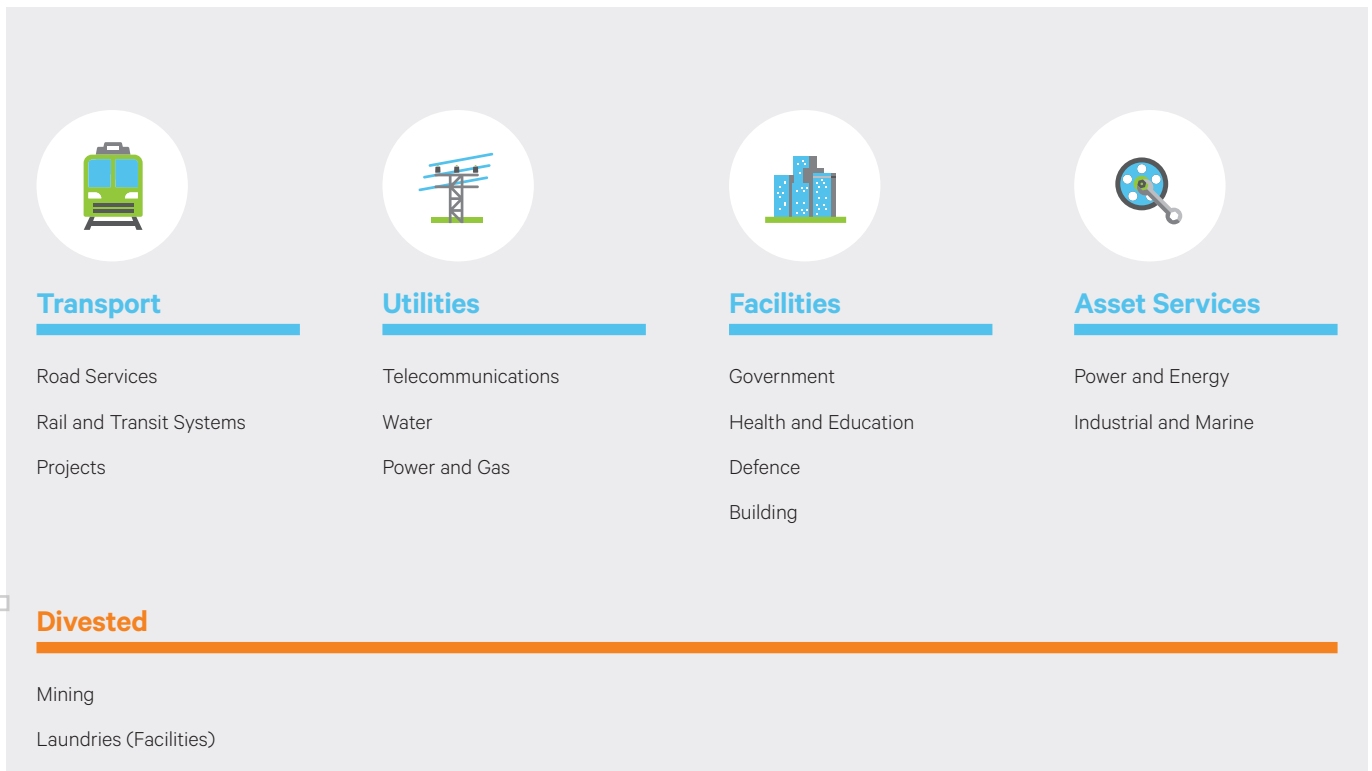 Transport
Road Services
Rail and Transit Systems
Projects
Utilities
Telecommunications
Water
Power and Gas
Facilities
Government
Health and Education
Defence
Building
Asset Services
Power and Energy
Industrial and Marine
Divested
Mining
Laundries (Facilities)